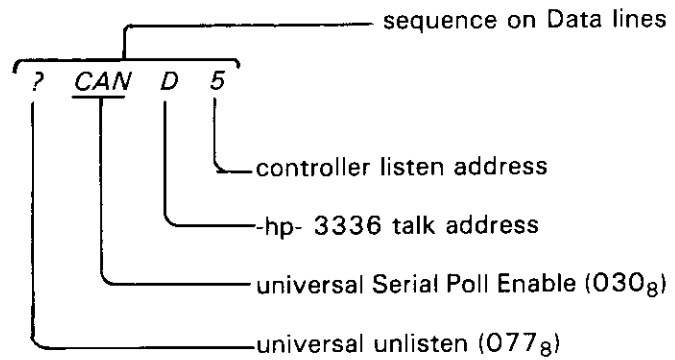 sequence on Data lines
? CAN D 5
controller listen address
-hp- 3336 talk address
universal Serial Poll Enable (030₈)
universal unlisten (077₈)